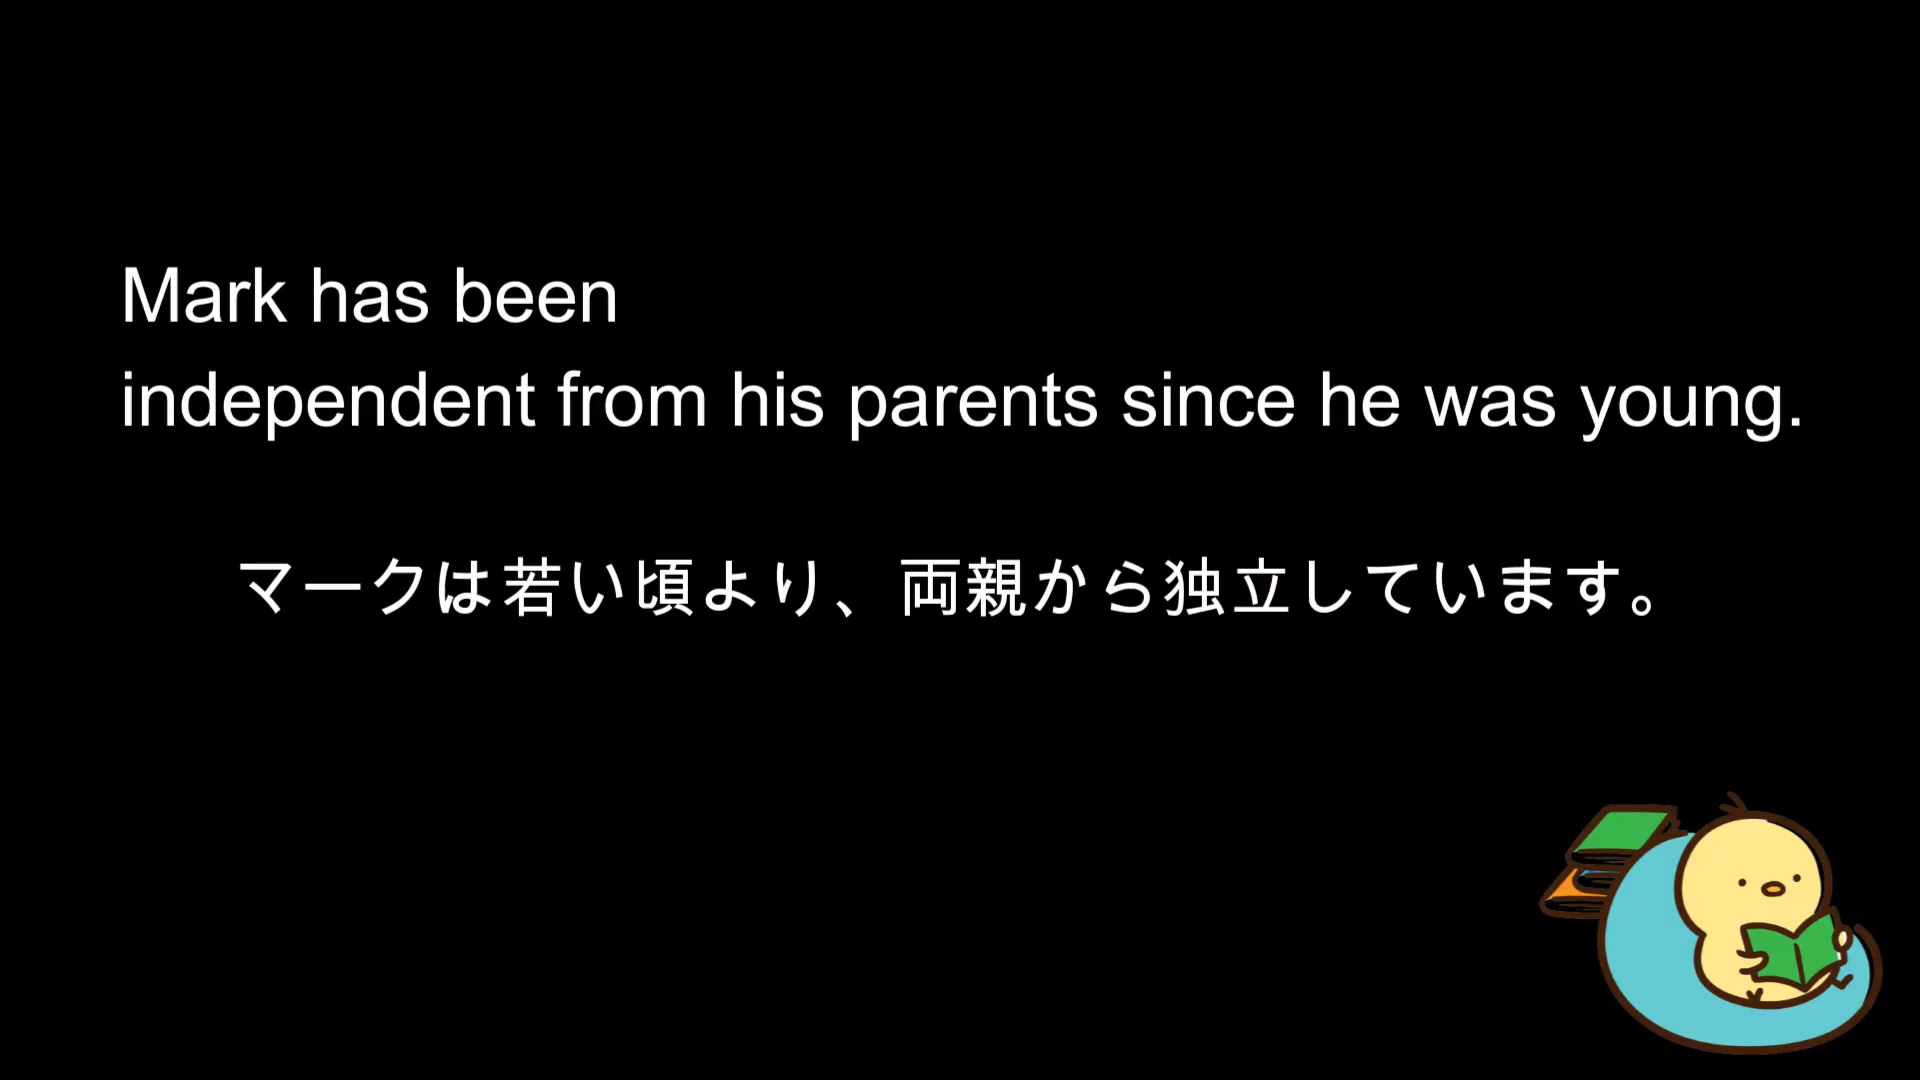 Mark has been
independent from his parents since he was young.
マークは若い頃より、両親から独立しています。